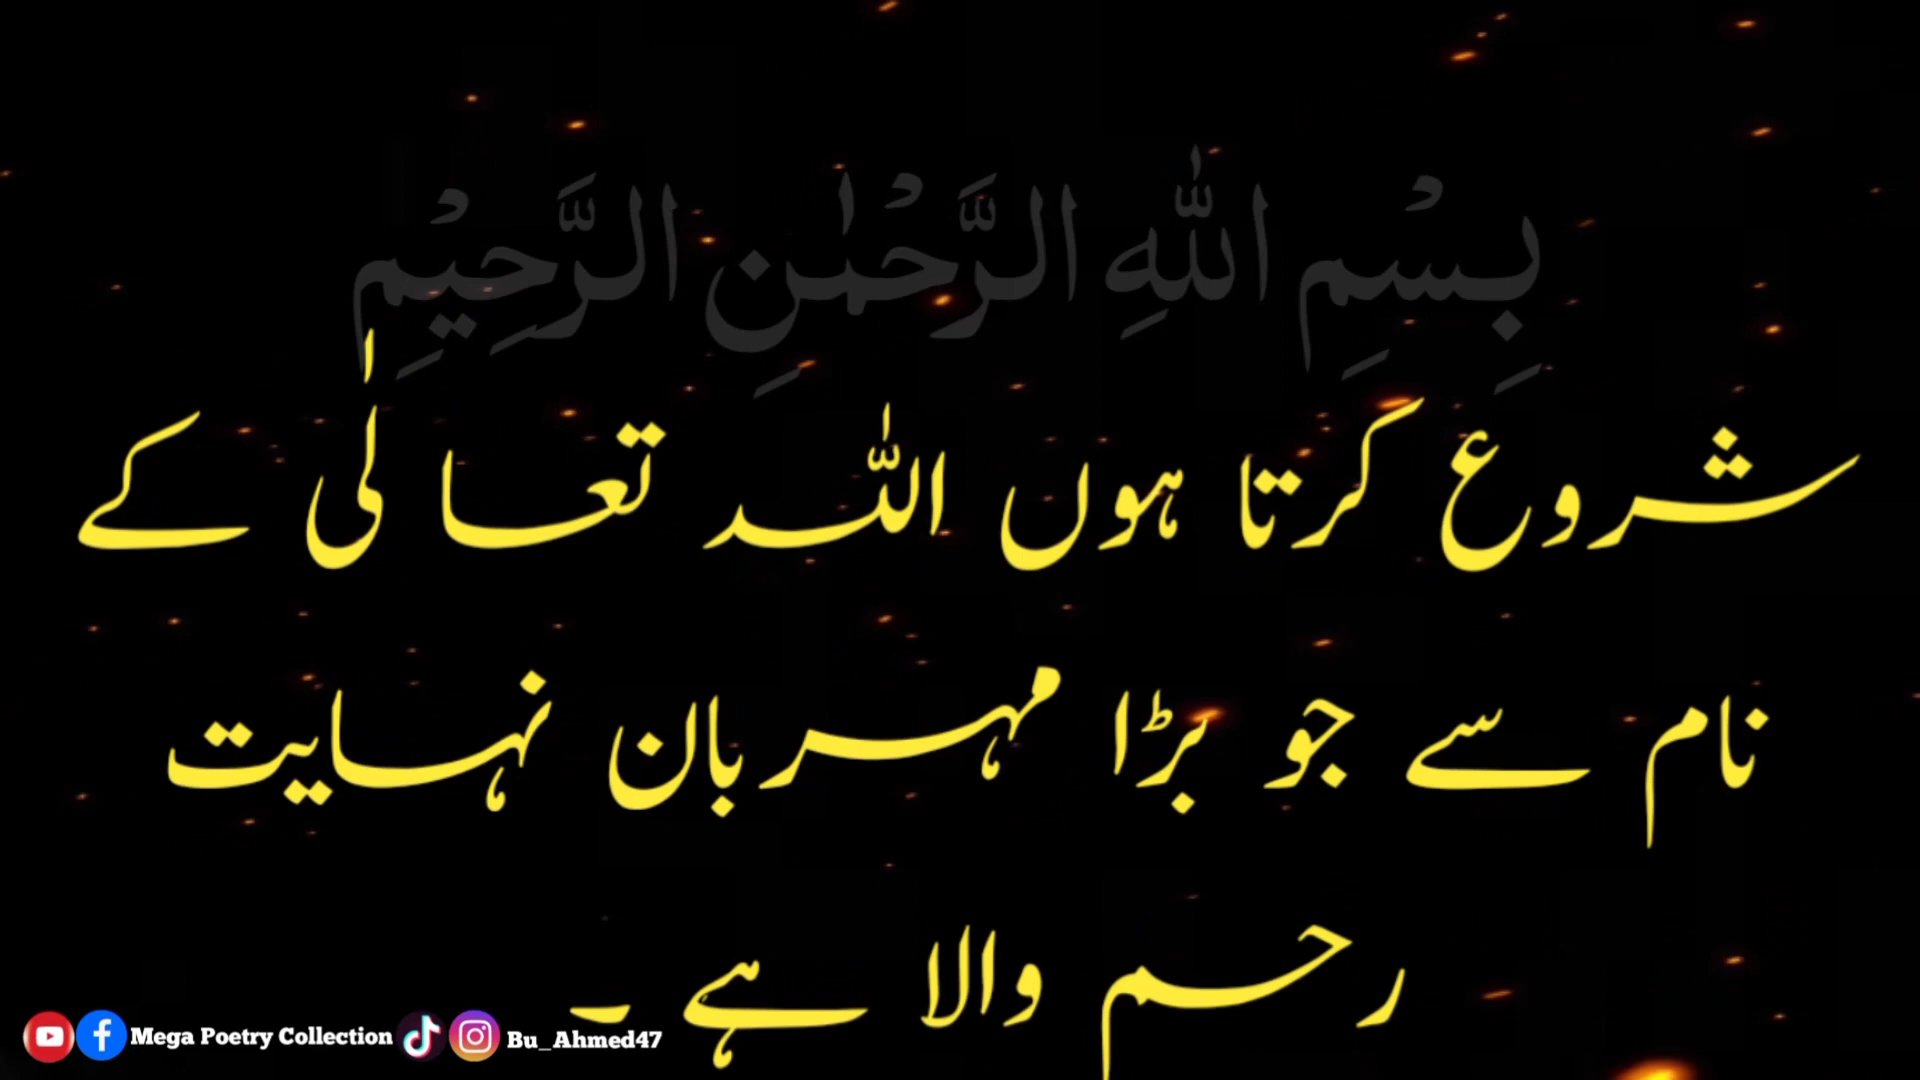 بِسْمِ اللّٰهِ الرَّحْمٰنِ الرَّحِيْمِ
شروع کرتا ہوں اللہ تعالٰی کے
نام سے جو بڑا مہربان نہایت
رحم والا ہے ۔
Mega Poetry Collection Bu_Ahmed47